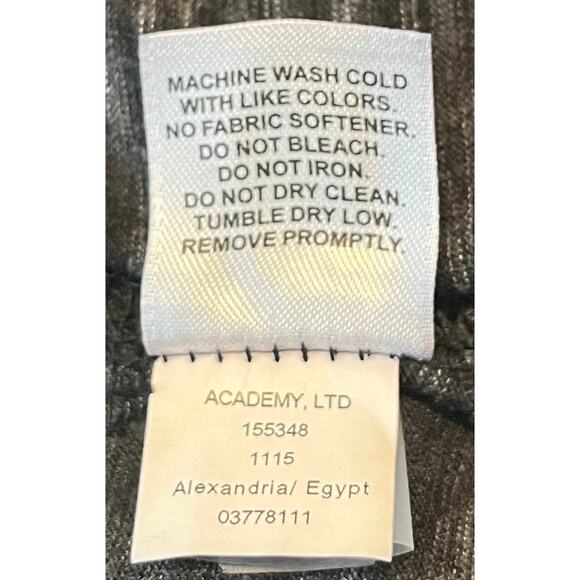 MACHINE WASH COLD
WITH LIKE COLORS.
NO FABRIC SOFTENER.
DO NOT BLEACH.
DO NOT IRON.
DO NOT DRY CLEAN.
TUMBLE DRY LOW.
REMOVE PROMPTLY.
ACADEMY, LTD
155348
1115
Alexandria/ Egypt
03778111